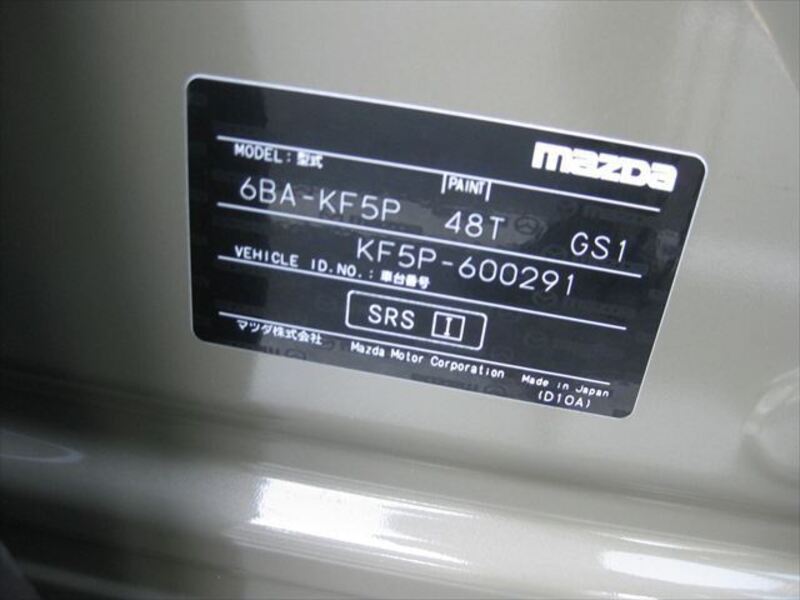 mazda
MODEL:型式
PAINT
6BA-KF5P 48T GS1
KF5P-600291
VEHICLE ID.NO.:車台番号
SRS I
マツダ株式会社 Mazda Motor Corporation Made in Japan
(D10A)